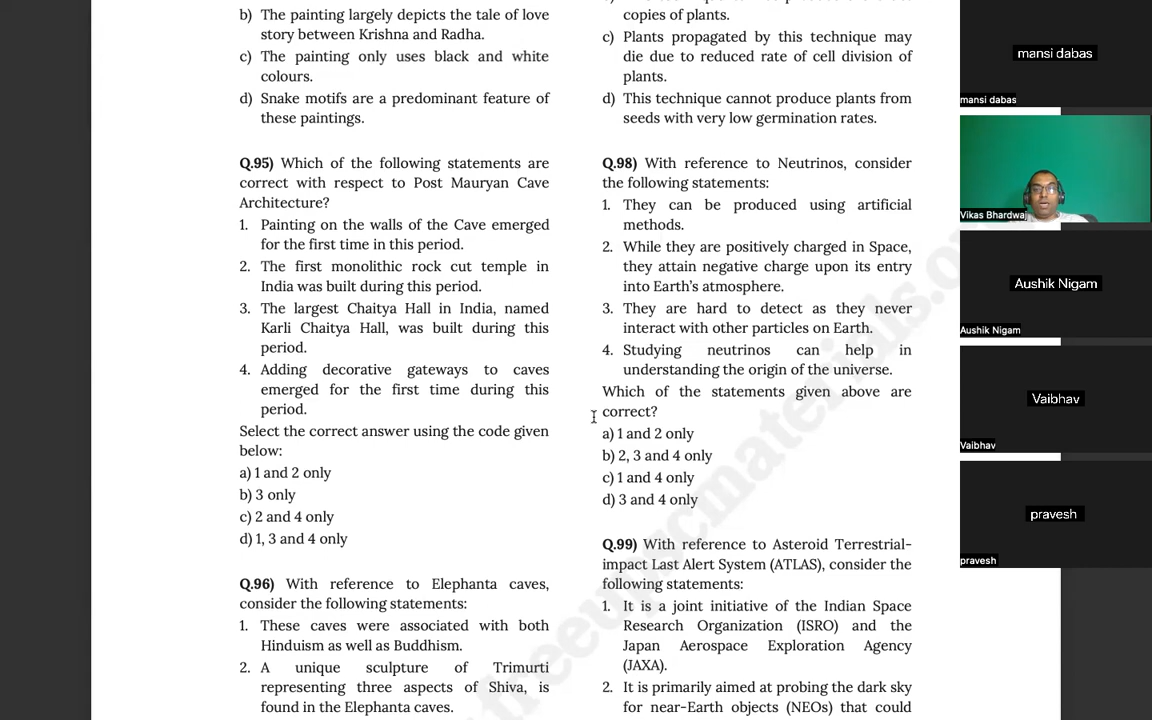 b) The painting largely depicts the tale of love
story between Krishna and Radha.
c) The painting only uses black and white
colours.
d) Snake motifs are a predominant feature of
these paintings.
Q.95) Which of the following statements are
correct with respect to Post Mauryan Cave
Architecture?
1. Painting on the walls of the Cave emerged
for the first time in this period.
2. The first monolithic rock cut temple in
India was built during this period.
3. The largest Chaitya Hall in India, named
Karli Chaitya Hall, was built during this
period.
4. Adding decorative gateways to caves
emerged for the first time during this
period.
Select the correct answer using the code given
below:
a) 1 and 2 only
b) 3 only
c) 2 and 4 only
d) 1, 3 and 4 only
Q.96) With reference to Elephanta caves,
consider the following statements:
1. These caves were associated with both
Hinduism as well as Buddhism.
2. A unique sculpture of Trimurti
representing three aspects of Shiva, is
found in the Elephanta caves.
copies of plants.
c) Plants propagated by this technique may
die due to reduced rate of cell division of
plants.
d) This technique cannot produce plants from
seeds with very low germination rates.
Q.98) With reference to Neutrinos, consider
the following statements:
1. They can be produced using artificial
methods.
2. While they are positively charged in Space,
they attain negative charge upon its entry
into Earth's atmosphere.
3. They are hard to detect as they never
interact with other particles on Earth.
4. Studying neutrinos can help in
understanding the origin of the universe.
Which of the statements given above are
correct?
a) 1 and 2 only
b) 2, 3 and 4 only
c) 1 and 4 only
d) 3 and 4 only
Q.99) With reference to Asteroid Terrestrial-
impact Last Alert System (ATLAS), consider the
following statements:
1. It is a joint initiative of the Indian Space
Research Organization (ISRO) and the
Japan Aerospace Exploration Agency
(JAXA).
2. It is primarily aimed at probing the dark sky
for near-Earth objects (NEOs) that could
freeupscmaterials.o
mansi dabas
mansi dabas
Vikas Bhardwaj
Aushik Nigam
Aushik Nigam
Vaibhav
Vaibhav
pravesh
pravesh